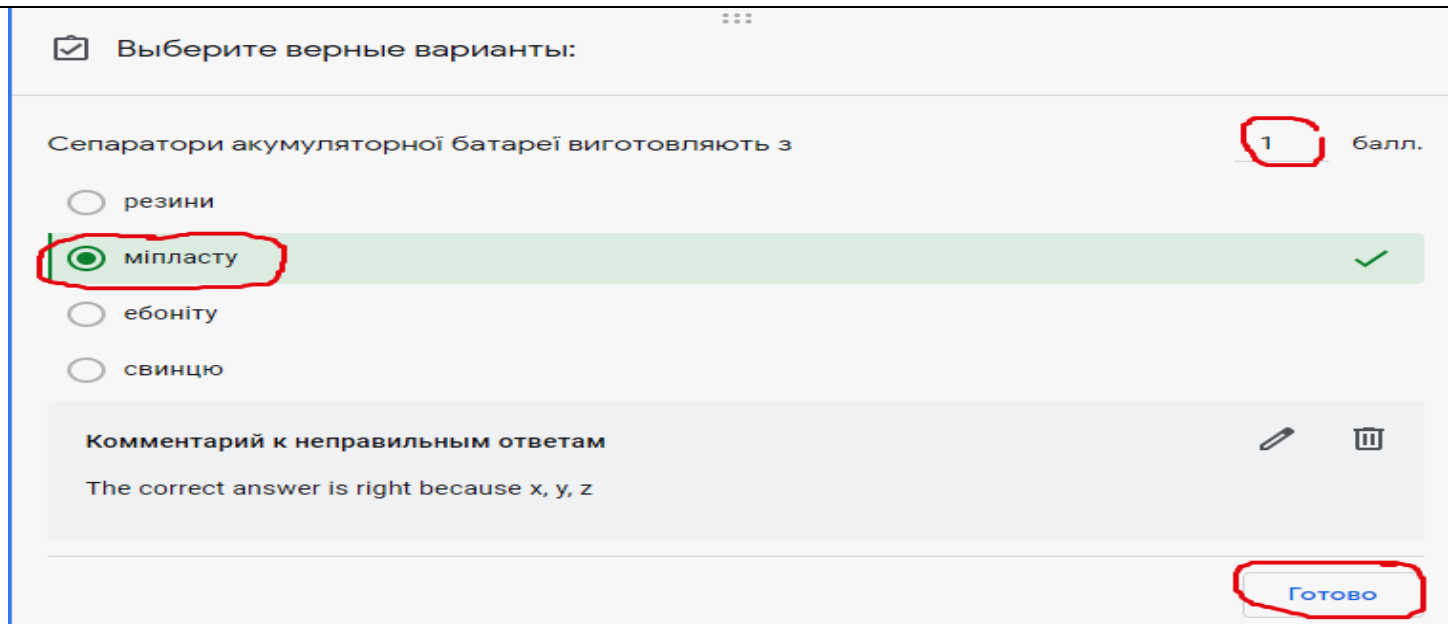 Выберите верные варианты:
Сепаратори акумуляторної батареї виготовляють з 1 балл.
резини
міпласту
ебоніту
свинцю
Комментарий к неправильным ответам
The correct answer is right because x, y, z
Готово